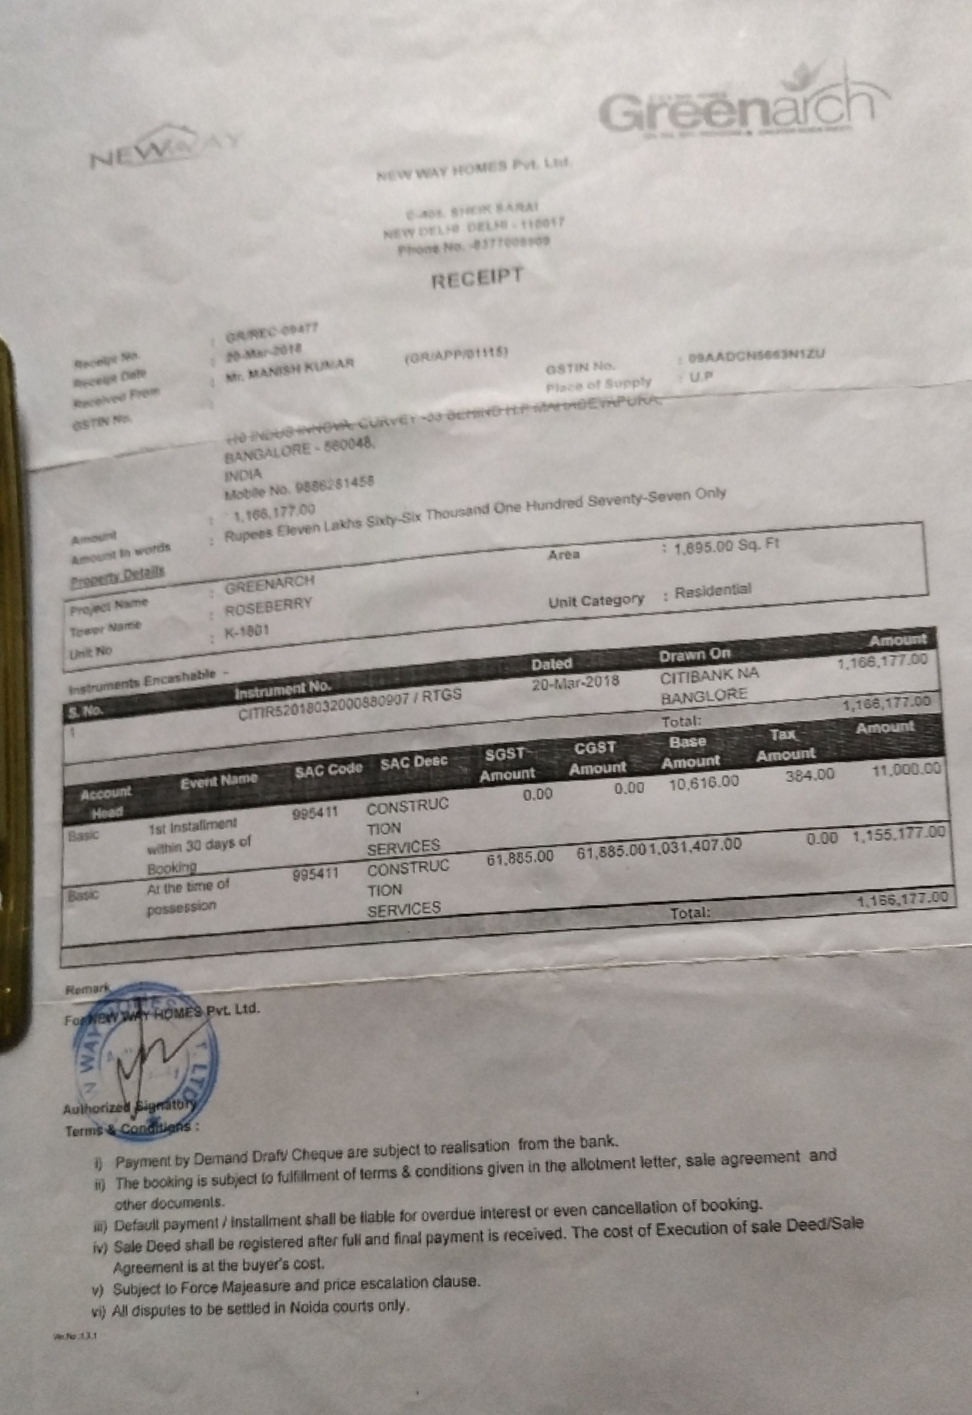 NEWWAY
Greenarch
NEW WAY HOMES Pvt. Ltd.
NEW DELHI DELHI - 110017
Phone No. -8377008909
RECEIPT
Receipt No. : GR/REC-09477
Receipt Date : 20-Mar-2018
Received From : Mr. MANISH KUMAR (GR/APP/01115)
GSTIN No. :
GSTIN No. : 09AADCN5663N1ZU
Place of Supply : U.P
BANGALORE - 560048,
INDIA
Mobile No. 9886281458
Amount : 1,166,177.00
Amount In words : Rupees Eleven Lakhs Sixty-Six Thousand One Hundred Seventy-Seven Only
Property Details
Project Name : GREENARCH Area : 1,695.00 Sq. Ft
Tower Name : ROSEBERRY
Unit No : K-1801 Unit Category : Residential
Instruments Encashable -
S. No. Instrument No. Dated Drawn On Amount
1 CITIR52018032000880907 / RTGS 20-Mar-2018 CITIBANK NA 1,166,177.00
BANGLORE
Total: 1,166,177.00
Account Event Name SAC Code SAC Desc SGST CGST Base Tax Amount
Head Amount Amount Amount Amount
Basic 1st Installment 995411 CONSTRUC 0.00 0.00 10,616.00 384.00 11,000.00
within 30 days of TION
Booking SERVICES
Basic At the time of 995411 CONSTRUC 61,885.00 61,885.00 1,031,407.00 0.00 1,155,177.00
possession TION
SERVICES
Total: 1,166,177.00
Remark
For NEW WAY HOMES Pvt. Ltd.
Authorized Signatory
Terms & Conditions :
i) Payment by Demand Draft/ Cheque are subject to realisation from the bank.
ii) The booking is subject to fulfillment of terms & conditions given in the allotment letter, sale agreement and
other documents.
iii) Default payment / Installment shall be liable for overdue interest or even cancellation of booking.
iv) Sale Deed shall be registered after full and final payment is received. The cost of Execution of sale Deed/Sale
Agreement is at the buyer's cost.
v) Subject to Force Majeasure and price escalation clause.
vi) All disputes to be settled in Noida courts only.
Ver.No :1.3.1